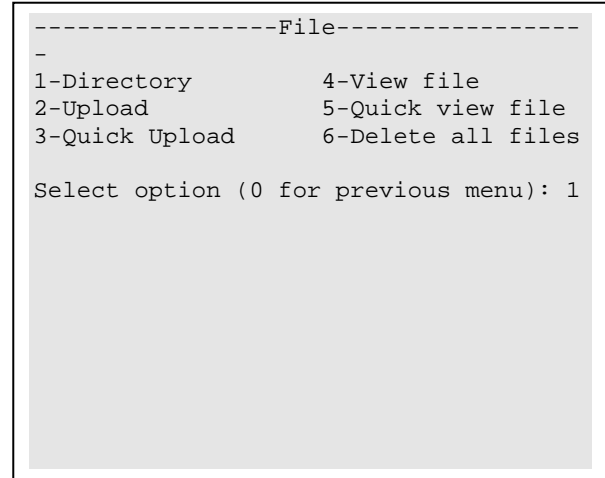 -----------------File-----------------
-
1-Directory 4-View file
2-Upload 5-Quick view file
3-Quick Upload 6-Delete all files
Select option (0 for previous menu): 1